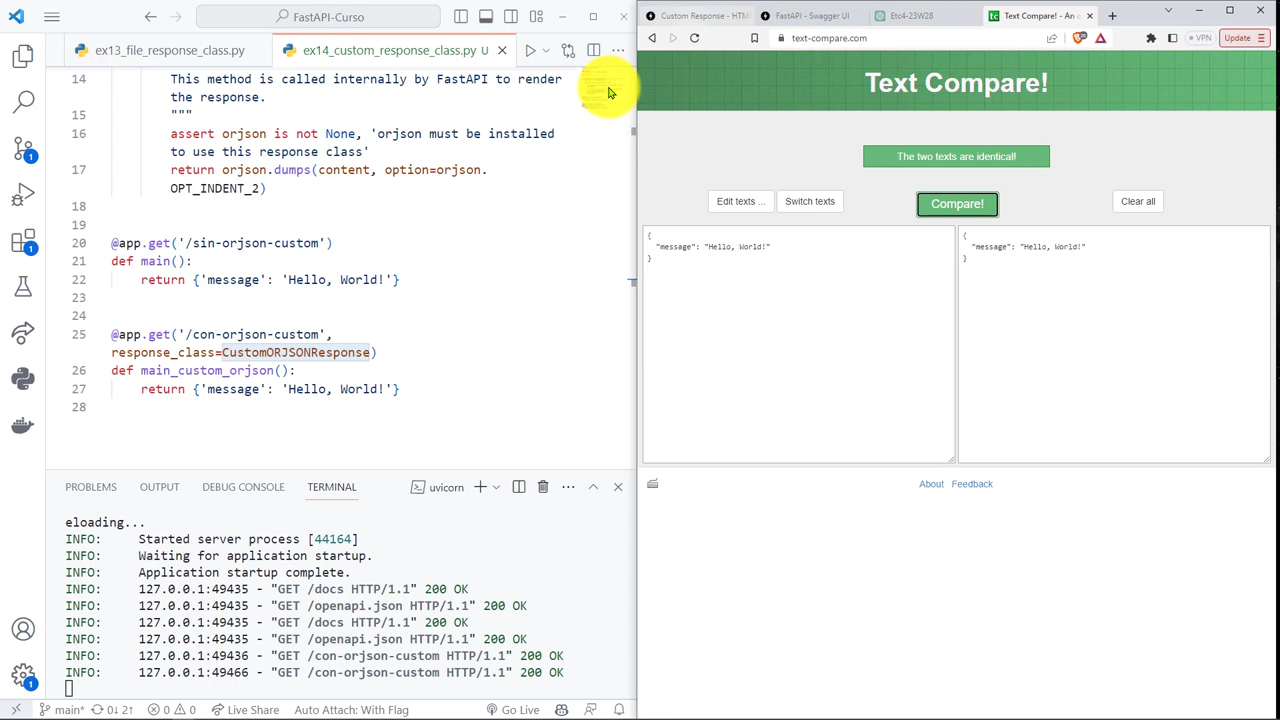 FastAPI-Curso
ex13_file_response_class.py
ex14_custom_response_class.py U
14
This method is called internally by FastAPI to render
the response.
15
"""
16
assert orjson is not None, 'orjson must be installed
to use this response class'
17
return orjson.dumps(content, option=orjson.
OPT_INDENT_2)
18
19
20
@app.get('/sin-orjson-custom')
21
def main():
22
return {'message': 'Hello, World!'}
23
24
25
@app.get('/con-orjson-custom',
response_class=CustomORJSONResponse)
26
def main_custom_orjson():
27
return {'message': 'Hello, World!'}
28
PROBLEMS
OUTPUT
DEBUG CONSOLE
TERMINAL
uvicorn
eloading...
INFO: Started server process [44164]
INFO: Waiting for application startup.
INFO: Application startup complete.
INFO: 127.0.0.1:49435 - "GET /docs HTTP/1.1" 200 OK
INFO: 127.0.0.1:49435 - "GET /openapi.json HTTP/1.1" 200 OK
INFO: 127.0.0.1:49435 - "GET /docs HTTP/1.1" 200 OK
INFO: 127.0.0.1:49435 - "GET /openapi.json HTTP/1.1" 200 OK
INFO: 127.0.0.1:49436 - "GET /con-orjson-custom HTTP/1.1" 200 OK
INFO: 127.0.0.1:49466 - "GET /con-orjson-custom HTTP/1.1" 200 OK
1
1
1
main*
0↓ 2↑
0
0
Live Share
Auto Attach: With Flag
Go Live
Custom Response - HTM
FastAPI - Swagger UI
Etc4-23W28
tc
Text Compare! - An o
text-compare.com
VPN
Update
Text Compare!
The two texts are identical!
Edit texts ...
Switch texts
Compare!
Clear all
{
"message": "Hello, World!"
}
{
"message": "Hello, World!"
}
About
Feedback